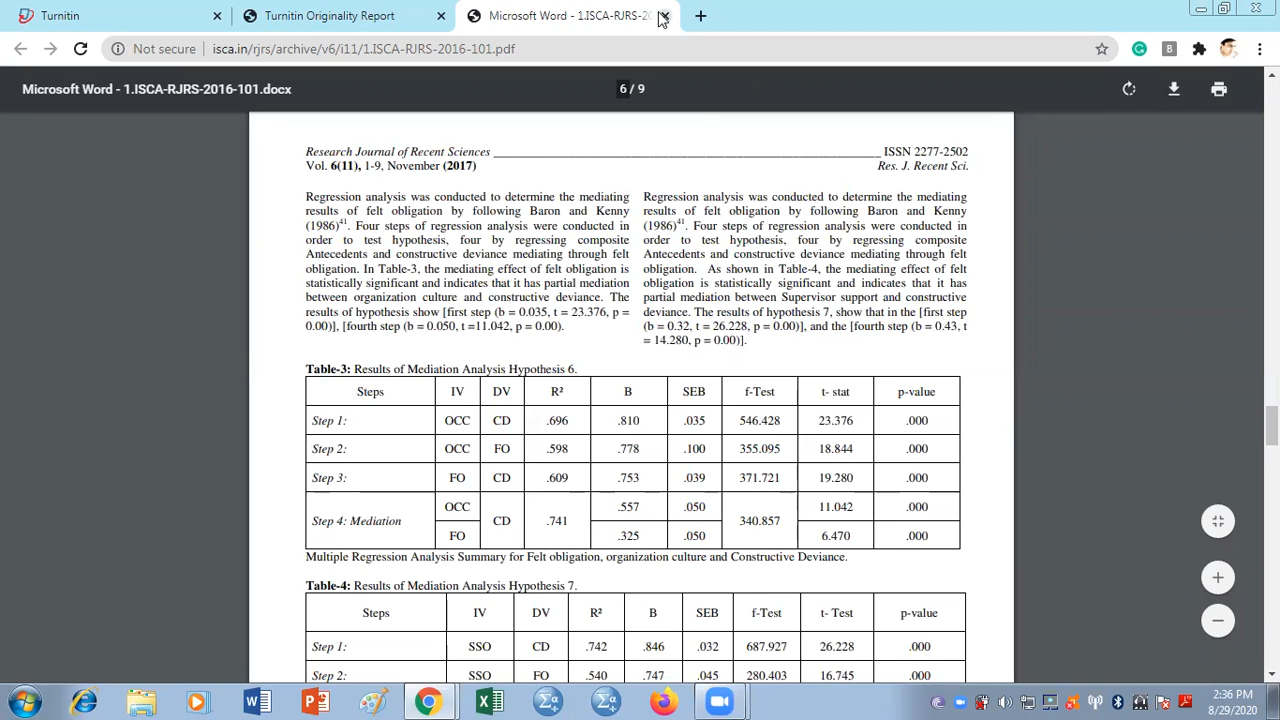 Turnitin
Turnitin Originality Report
Microsoft Word - 1.ISCA-RJRS-20
Not secure
isca.in/rjrs/archive/v6/i11/1.ISCA-RJRS-2016-101.pdf
Microsoft Word - 1.ISCA-RJRS-2016-101.docx
6 / 9
Research Journal of Recent Sciences ISSN 2277-2502
Vol. 6(11), 1-9, November (2017) Res. J. Recent Sci.
Regression analysis was conducted to determine the mediating
results of felt obligation by following Baron and Kenny
(1986)41. Four steps of regression analysis were conducted in
order to test hypothesis, four by regressing composite
Antecedents and constructive deviance mediating through felt
obligation. In Table-3, the mediating effect of felt obligation is
statistically significant and indicates that it has partial mediation
between organization culture and constructive deviance. The
results of hypothesis show [first step (b = 0.035, t = 23.376, p =
0.00)], [fourth step (b = 0.050, t =11.042, p = 0.00).
Regression analysis was conducted to determine the mediating
results of felt obligation by following Baron and Kenny
(1986)41. Four steps of regression analysis were conducted in
order to test hypothesis, four by regressing composite
Antecedents and constructive deviance mediating through felt
obligation. As shown in Table-4, the mediating effect of felt
obligation is statistically significant and indicates that it has
partial mediation between Supervisor support and constructive
deviance. The results of hypothesis 7, show that in the [first step
(b = 0.32, t = 26.228, p = 0.00)], and the [fourth step (b = 0.43, t
= 14.280, p = 0.00)].
Table-3: Results of Mediation Analysis Hypothesis 6.
Steps IV DV R² B SEB f-Test t- stat p-value
Step 1: OCC CD .696 .810 .035 546.428 23.376 .000
Step 2: OCC FO .598 .778 .100 355.095 18.844 .000
Step 3: FO CD .609 .753 .039 371.721 19.280 .000
OCC .557 .050 11.042 .000
Step 4: Mediation CD .741 340.857
FO .325 .050 6.470 .000
Multiple Regression Analysis Summary for Felt obligation, organization culture and Constructive Deviance.
Table-4: Results of Mediation Analysis Hypothesis 7.
Steps IV DV R² B SEB f-Test t- Test p-value
Step 1: SSO CD .742 .846 .032 687.927 26.228 .000
Step 2: SSO FO .540 .747 .045 280.403 16.745 .000
2:36 PM
8/29/2020